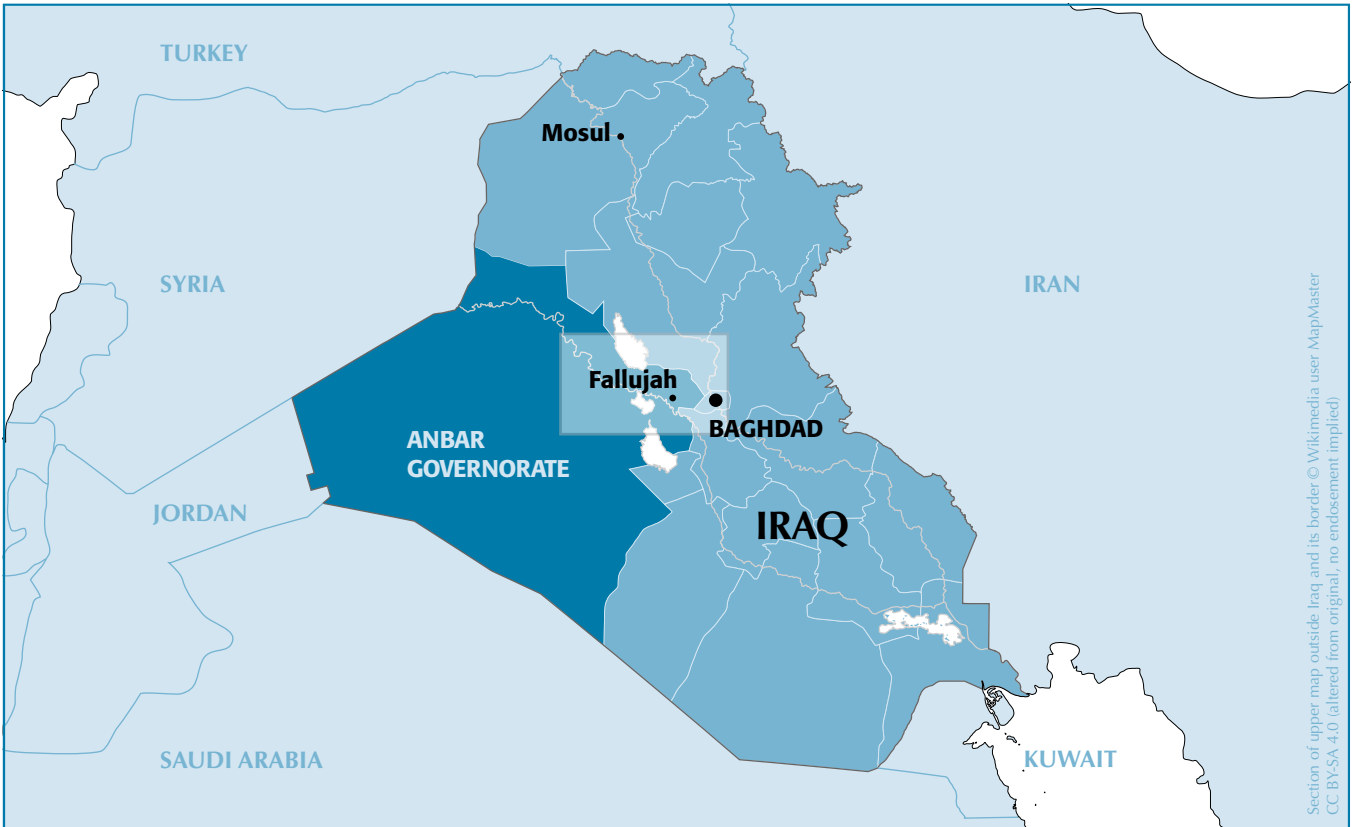 TURKEY
Mosul
SYRIA
IRAN
Fallujah
BAGHDAD
ANBAR
GOVERNORATE
JORDAN
IRAQ
SAUDI ARABIA
KUWAIT
Section of upper map outside Iraq and its border © Wikimedia user MapMaster
CC BY-SA 4.0 (altered from original, no endosement implied)